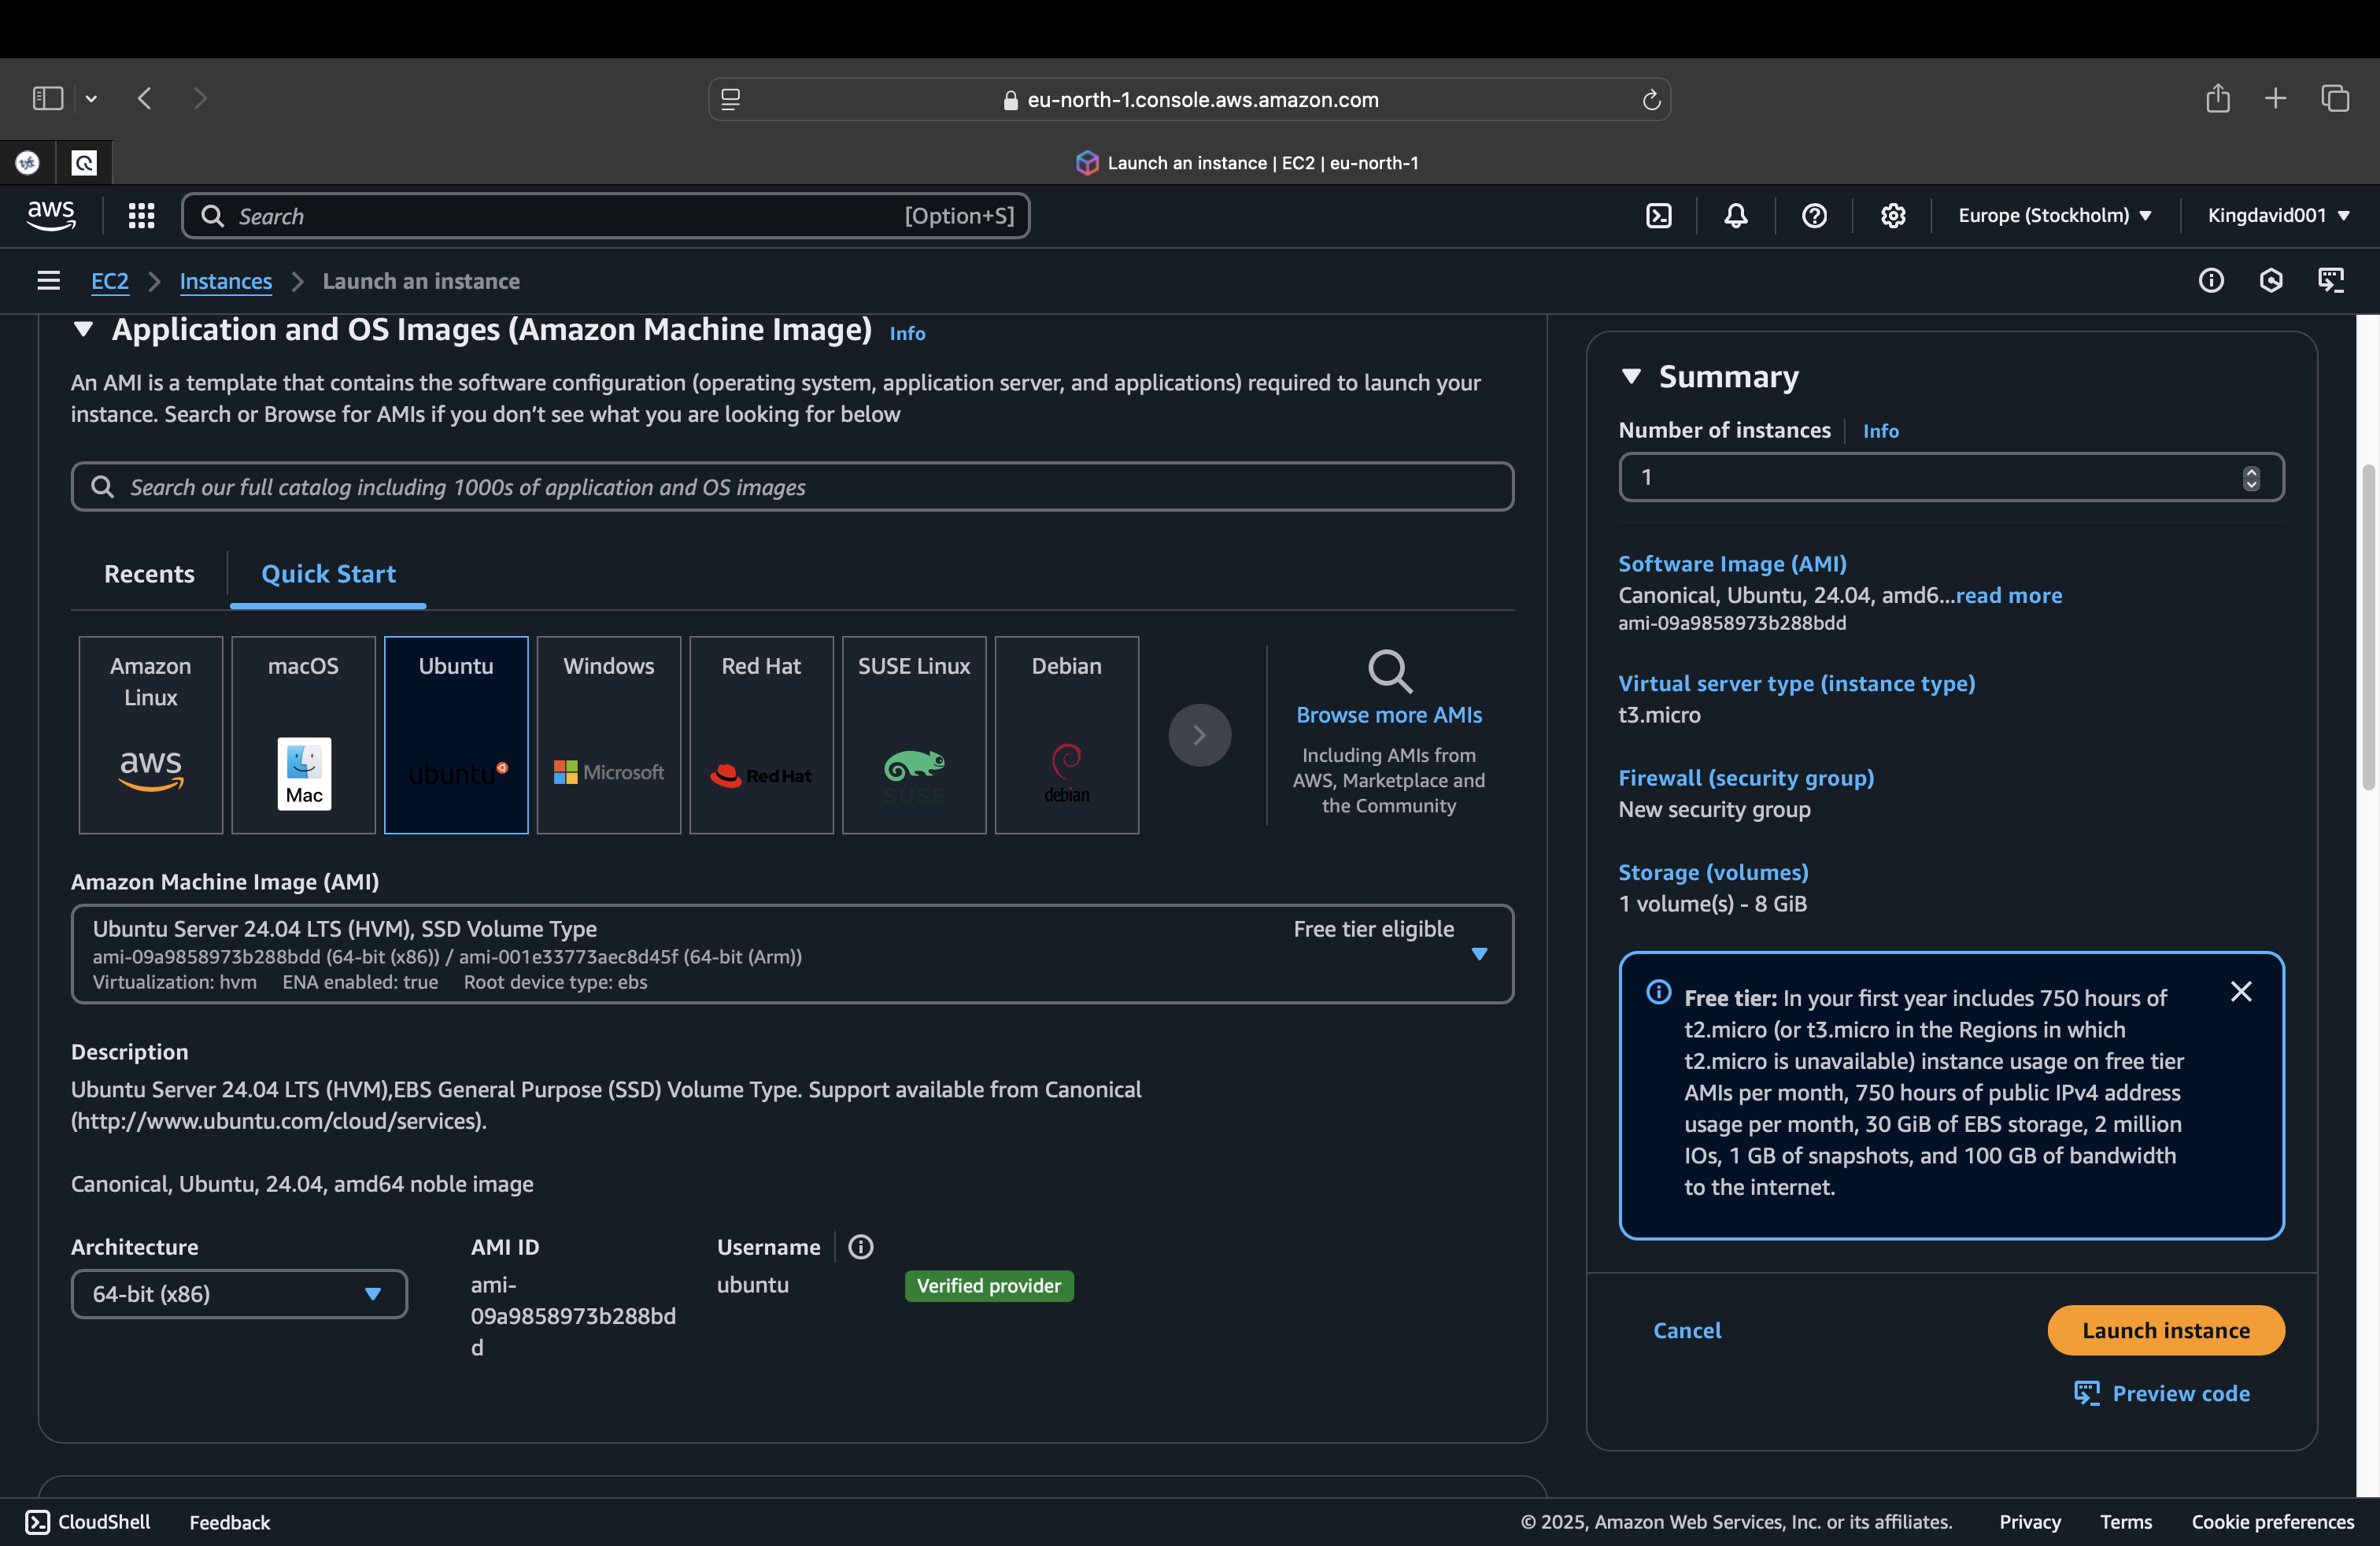 eu-north-1.console.aws.amazon.com
Launch an instance | EC2 | eu-north-1
aws
Search
[Option+S]
Europe (Stockholm)
Kingdavid001
EC2
Instances
Launch an instance
Application and OS Images (Amazon Machine Image) Info
An AMI is a template that contains the software configuration (operating system, application server, and applications) required to launch your
instance. Search or Browse for AMIs if you don’t see what you are looking for below
Search our full catalog including 1000s of application and OS images
Recents
Quick Start
Amazon
Linux
aws
macOS
Mac
Ubuntu
ubuntu
Windows
Microsoft
Red Hat
Red Hat
SUSE Linux
SUSE
Debian
debian
Browse more AMIs
Including AMIs from
AWS, Marketplace and
the Community
Amazon Machine Image (AMI)
Ubuntu Server 24.04 LTS (HVM), SSD Volume Type
Free tier eligible
ami-09a9858973b288bdd (64-bit (x86)) / ami-001e33773aec8d45f (64-bit (Arm))
Virtualization: hvm ENA enabled: true Root device type: ebs
Description
Ubuntu Server 24.04 LTS (HVM),EBS General Purpose (SSD) Volume Type. Support available from Canonical
(http://www.ubuntu.com/cloud/services).
Canonical, Ubuntu, 24.04, amd64 noble image
Architecture
64-bit (x86)
AMI ID
ami-
09a9858973b288bd
d
Username
ubuntu
Verified provider
Summary
Number of instances
Info
1
Software Image (AMI)
Canonical, Ubuntu, 24.04, amd6...read more
ami-09a9858973b288bdd
Virtual server type (instance type)
t3.micro
Firewall (security group)
New security group
Storage (volumes)
1 volume(s) - 8 GiB
Free tier: In your first year includes 750 hours of
t2.micro (or t3.micro in the Regions in which
t2.micro is unavailable) instance usage on free tier
AMIs per month, 750 hours of public IPv4 address
usage per month, 30 GiB of EBS storage, 2 million
IOs, 1 GB of snapshots, and 100 GB of bandwidth
to the internet.
Cancel
Launch instance
Preview code
CloudShell
Feedback
© 2025, Amazon Web Services, Inc. or its affiliates.
Privacy
Terms
Cookie preferences